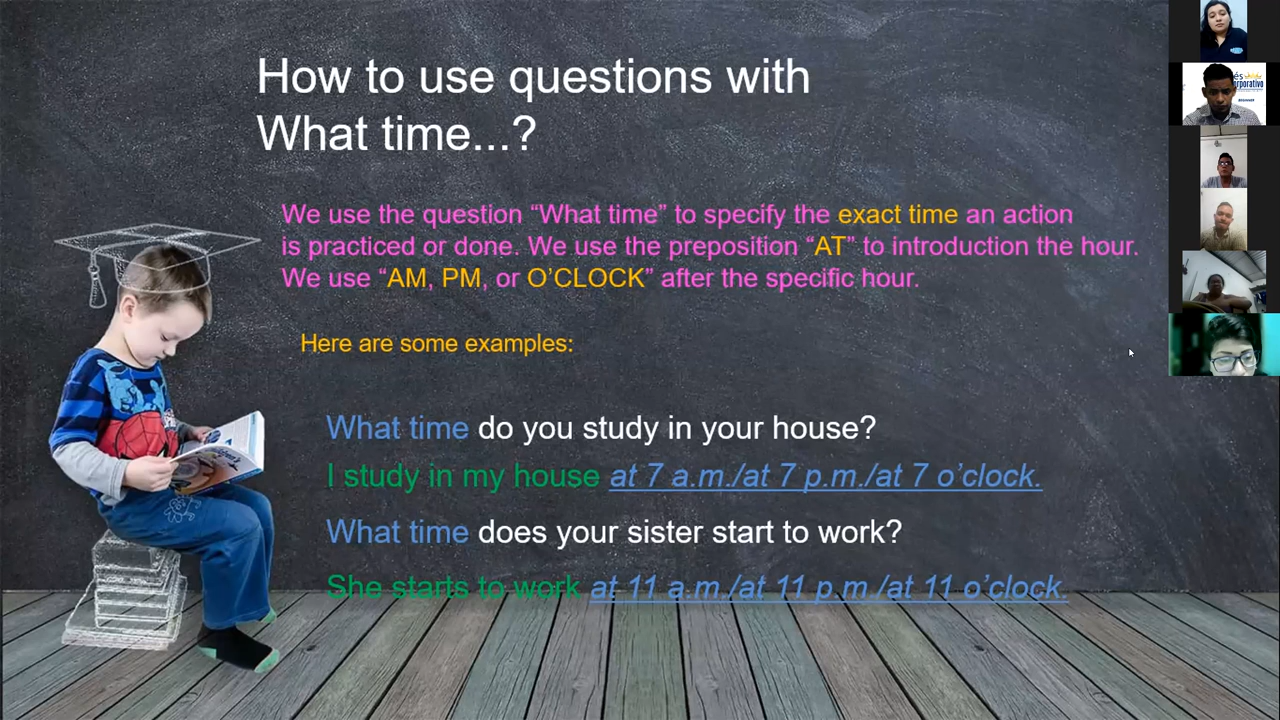 How to use questions with
What time...?
We use the question “What time” to specify the exact time an action
is practiced or done. We use the preposition “AT” to introduction the hour.
We use “AM, PM, or O’CLOCK” after the specific hour.
Here are some examples:
What time do you study in your house?
I study in my house at 7 a.m./at 7 p.m./at 7 o’clock.
What time does your sister start to work?
She starts to work at 11 a.m./at 11 p.m./at 11 o’clock.